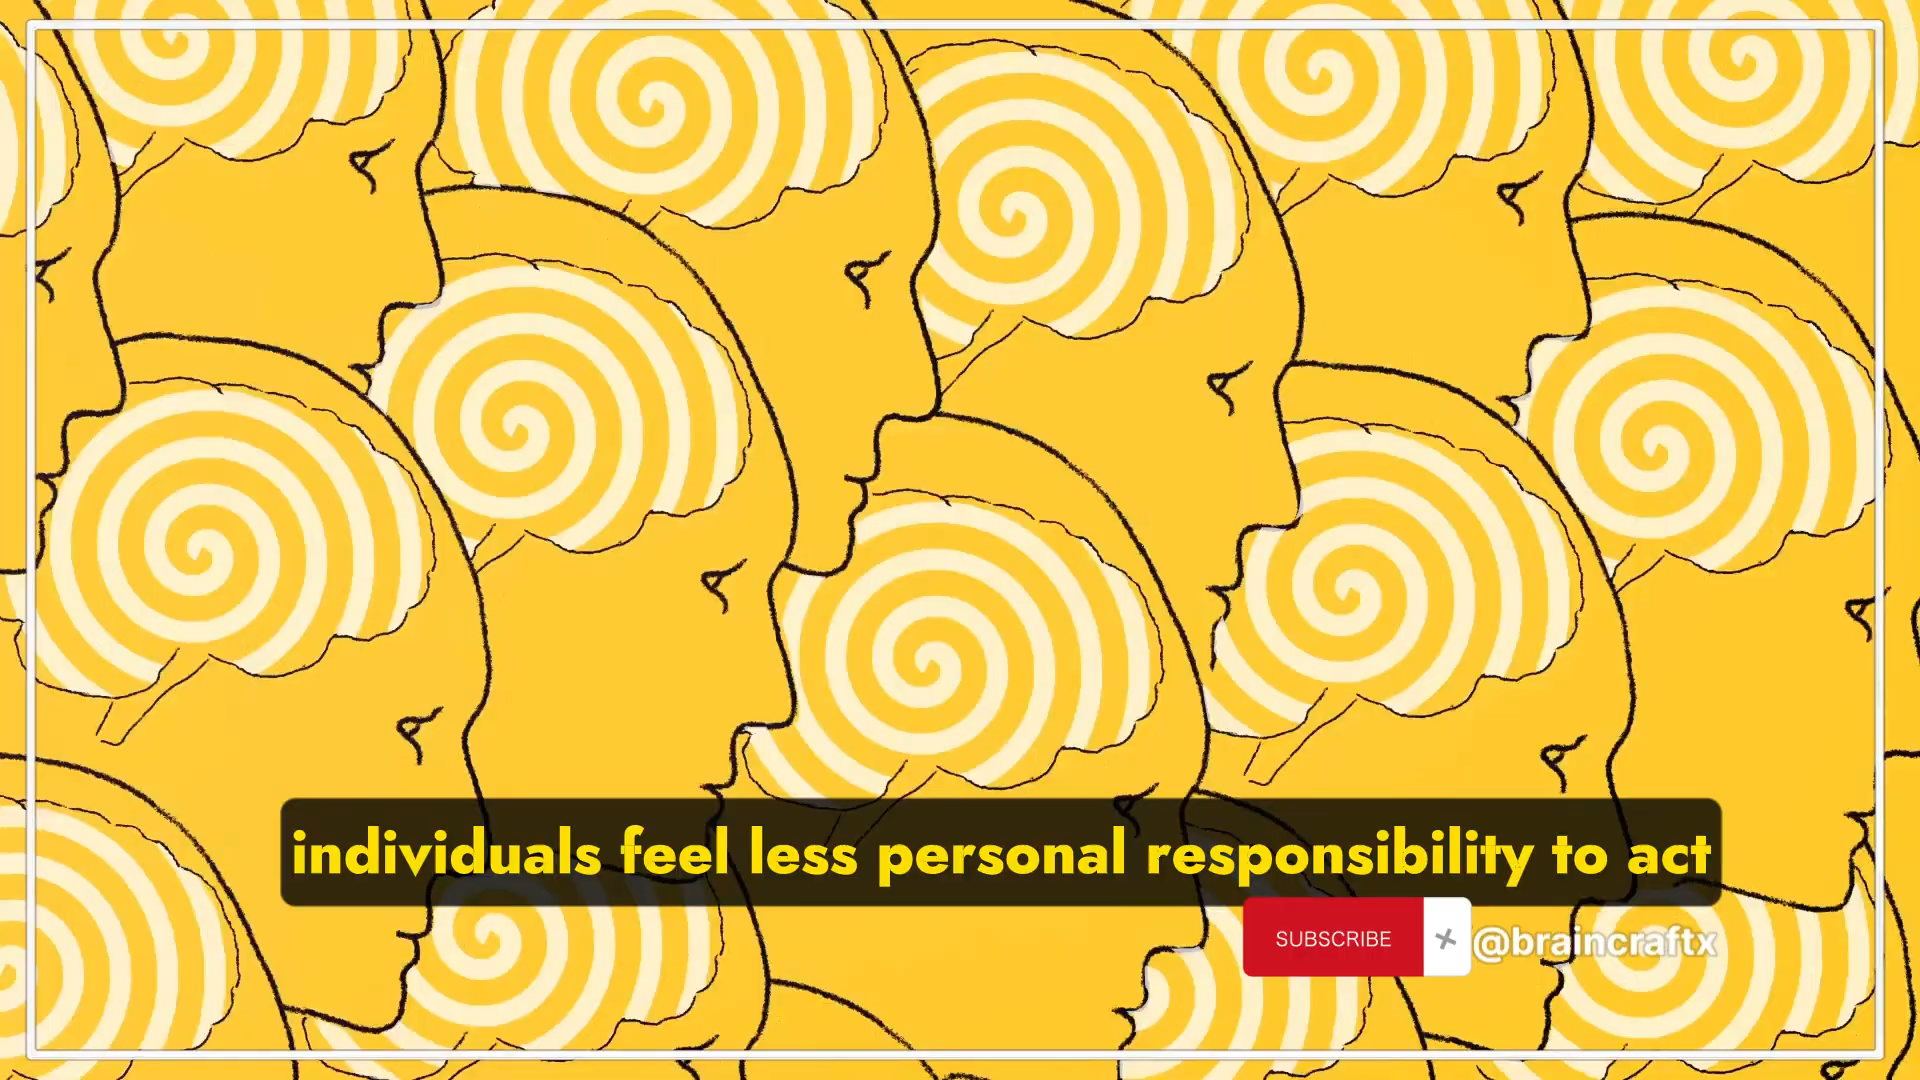 individuals feel less personal responsibility to act
SUBSCRIBE
@braincraftx